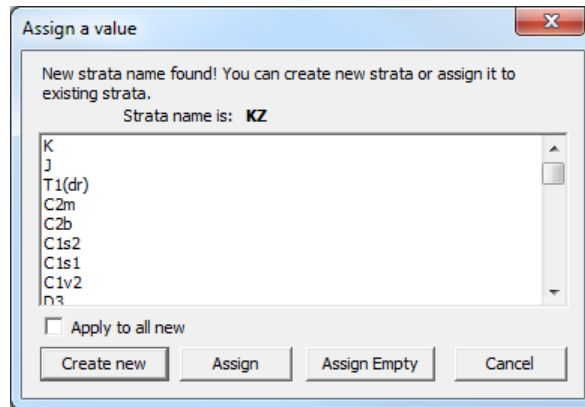 Assign a value
New strata name found! You can create new strata or assign it to
existing strata.
Strata name is: KZ
K
J
T1(dr)
C2m
C2b
C1s2
C1s1
C1v2
D3
Apply to all new
Create new Assign Assign Empty Cancel